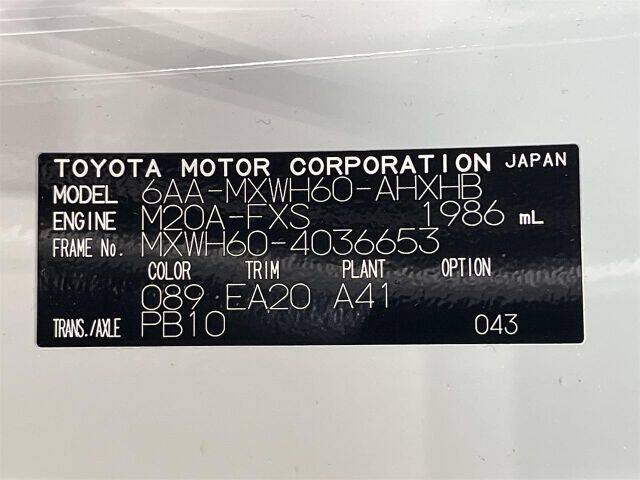 TOYOTA MOTOR CORPORATION JAPAN
MODEL 6AA-MXWH60-AHXHB
ENGINE M20A-FXS 1986 mL
FRAME No. MXWH60-4036653
COLOR TRIM PLANT OPTION
089 EA20 A41
TRANS./AXLE PB10 043